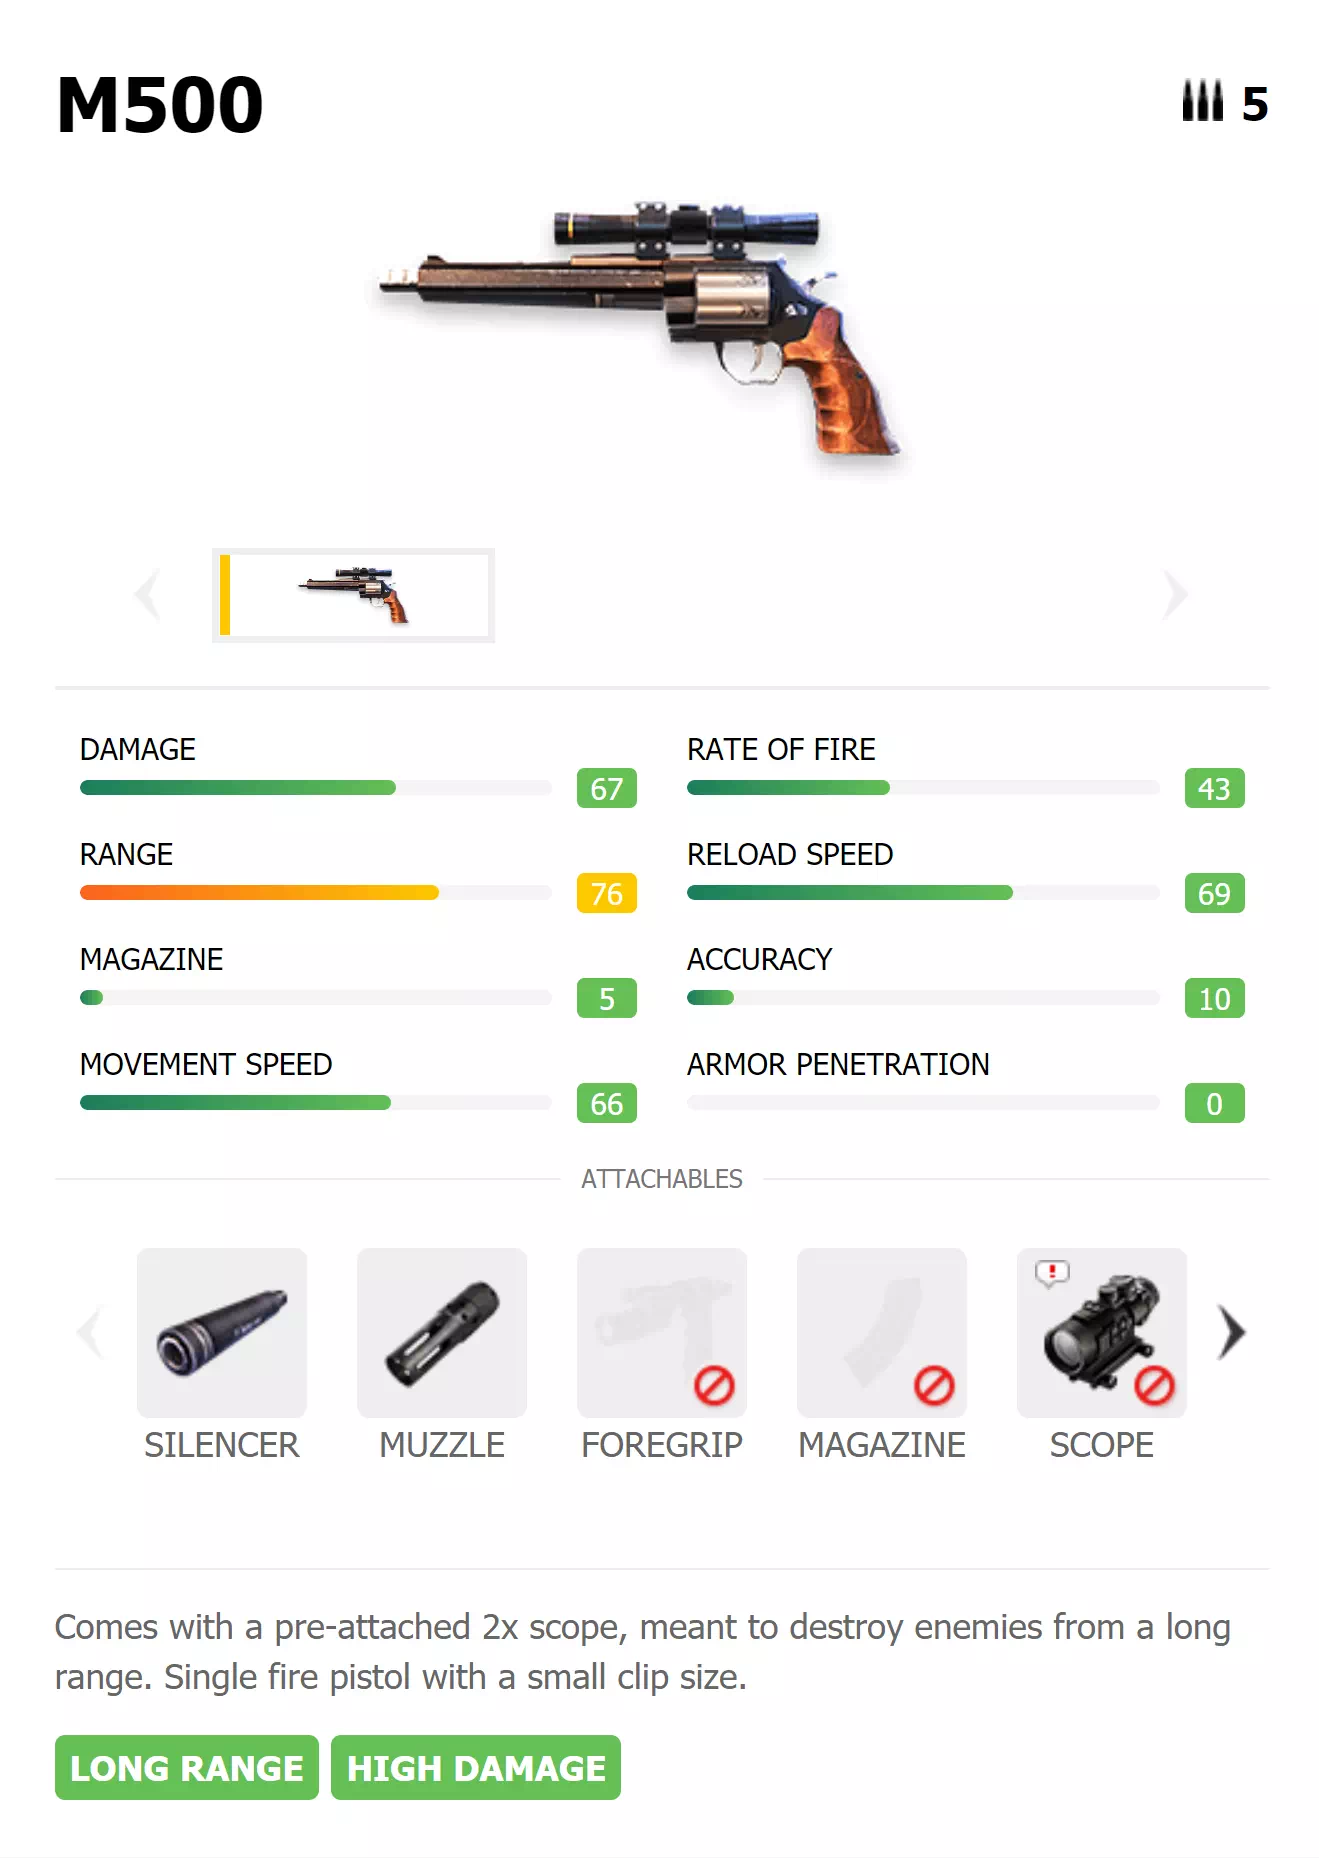 M500
5
DAMAGE
67
RATE OF FIRE
43
RANGE
76
RELOAD SPEED
69
MAGAZINE
5
ACCURACY
10
MOVEMENT SPEED
66
ARMOR PENETRATION
0
ATTACHABLES
!
SILENCER
MUZZLE
FOREGRIP
MAGAZINE
SCOPE
Comes with a pre-attached 2x scope, meant to destroy enemies from a long
range. Single fire pistol with a small clip size.
LONG RANGE
HIGH DAMAGE